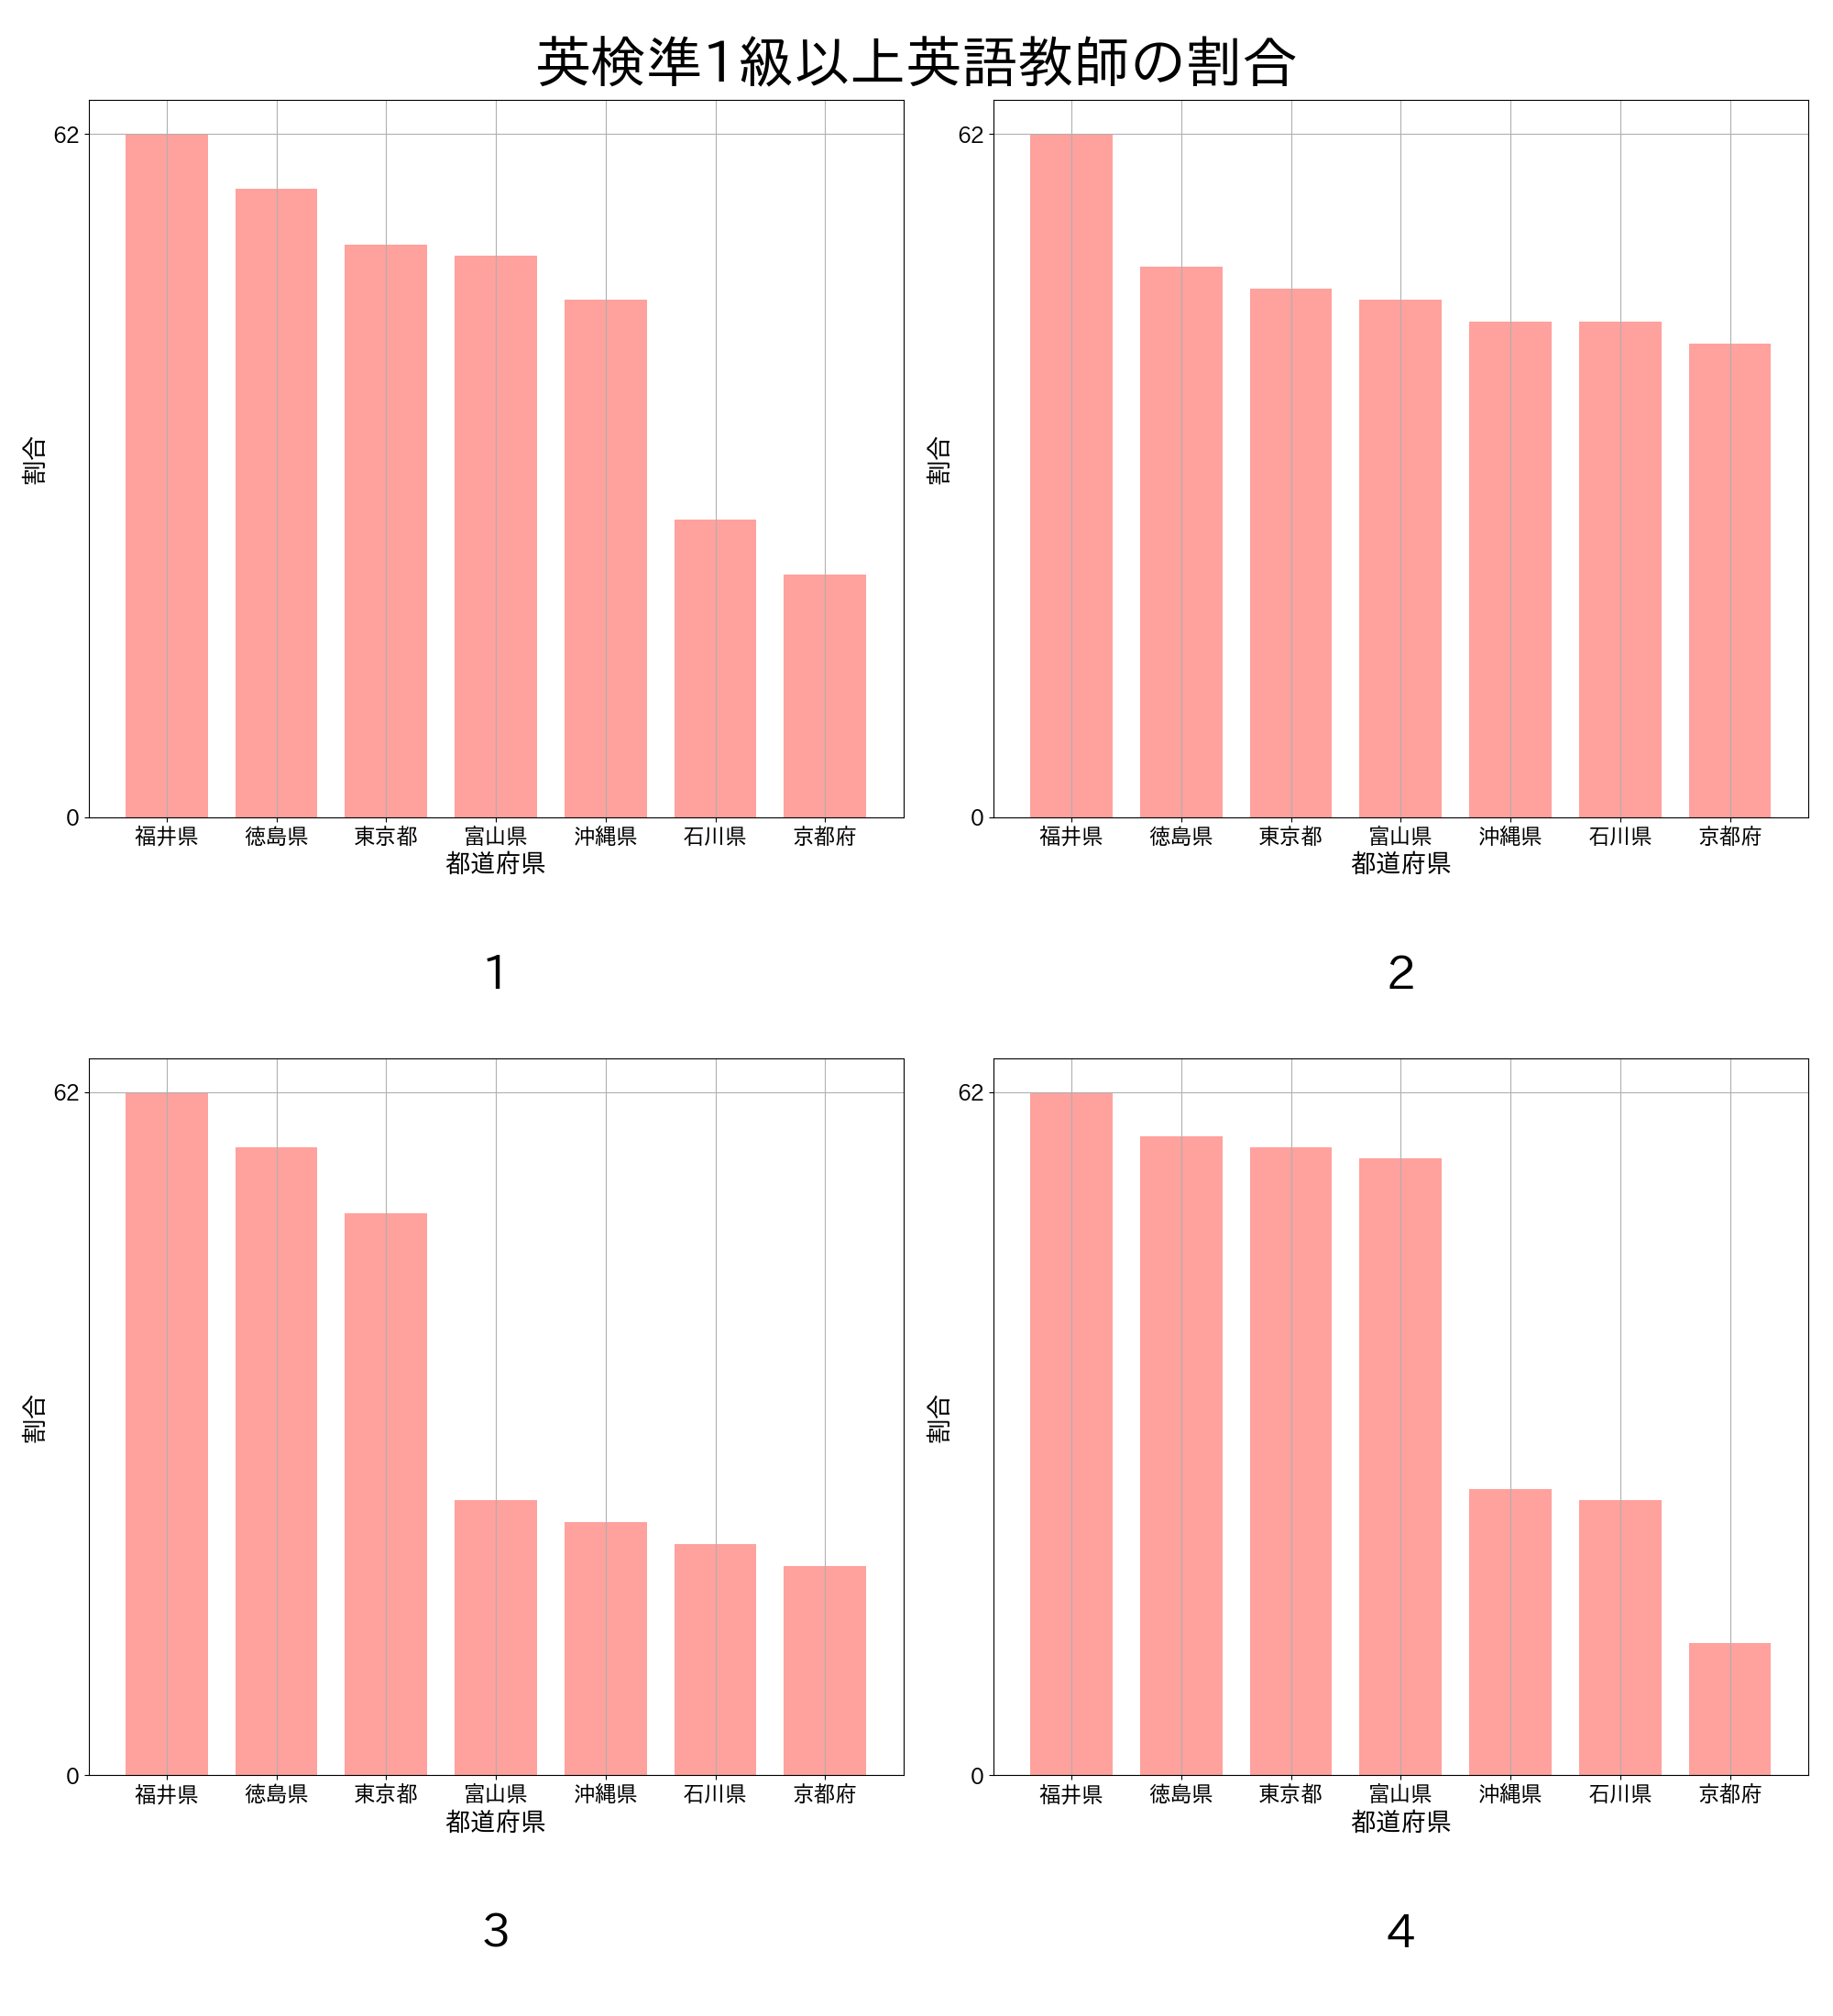 英検準1級以上英語教師の割合
62
0
割合
福井県 徳島県 東京都 富山県 沖縄県 石川県 京都府
都道府県
1
62
0
割合
福井県 徳島県 東京都 富山県 沖縄県 石川県 京都府
都道府県
2
62
0
割合
福井県 徳島県 東京都 富山県 沖縄県 石川県 京都府
都道府県
3
62
0
割合
福井県 徳島県 東京都 富山県 沖縄県 石川県 京都府
都道府県
4